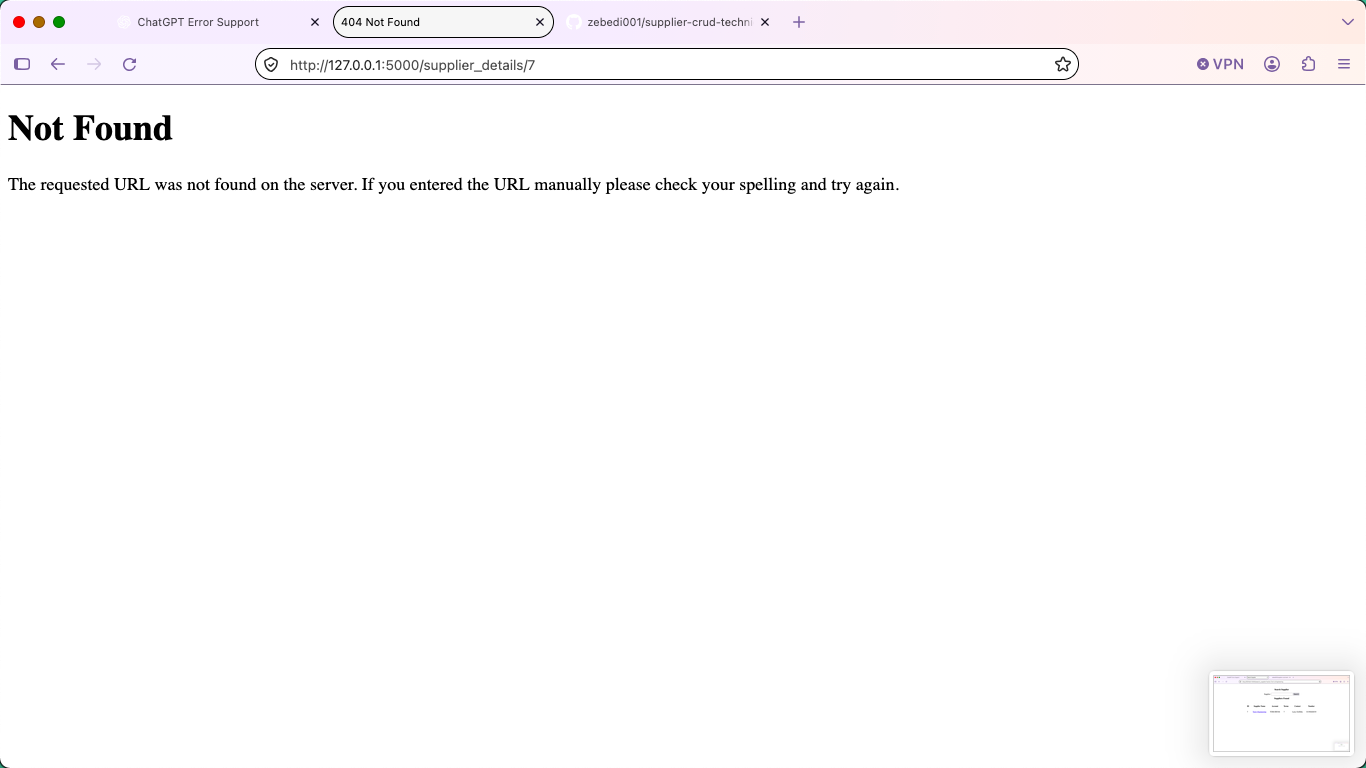 ChatGPT Error Support
404 Not Found
zebedi001/supplier-crud-techni
http://127.0.0.1:5000/supplier_details/7
VPN
Not Found
The requested URL was not found on the server. If you entered the URL manually please check your spelling and try again.